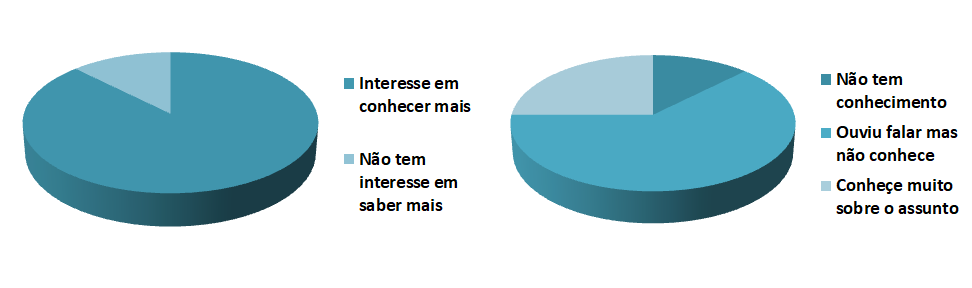 Interesse em
conhecer mais
Não tem
interesse em
saber mais
Não tem
conhecimento
Ouviu falar mas
não conhece
Conheçe muito
sobre o assunto